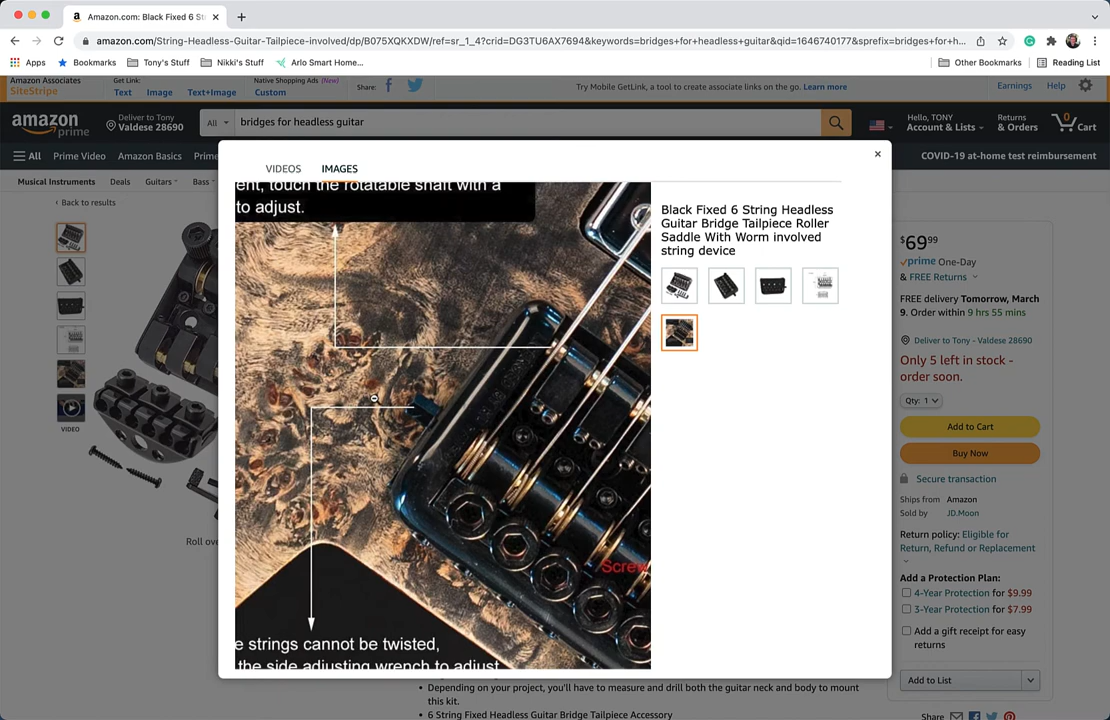 Amazon.com: Black Fixed 6 St
amazon.com/String-Headless-Guitar-Tailpiece-involved/dp/B075XQKXDW/ref=sr_1_4?crid=DG3TU6AX7694&keywords=bridges+for+headless+guitar&qid=1646740177&sprefix=bridges+for+h...
Apps
Bookmarks
Tony's Stuff
Nikki's Stuff
Arlo Smart Home...
Other Bookmarks
Reading List
Amazon Associates
SiteStripe
Get Link:
Text
Image
Text+Image
Native Shopping Ads (New)
Custom
Share:
Try Mobile GetLink, a tool to create associate links on the go. Learn more
Earnings
Help
amazon
prime
Deliver to Tony
Valdese 28690
All
bridges for headless guitar
Hello, TONY
Account & Lists
Returns
& Orders
0
Cart
All
Prime Video
Amazon Basics
Prime
COVID-19 at-home test reimbursement
Musical Instruments
Deals
Guitars
Bass
‹ Back to results
VIDEO
Roll ove
VIDEOS
IMAGES
ent, touch the rotatable shaft with a
to adjust.
Screw
e strings cannot be twisted,
the side adjusting wrench to adjust
Black Fixed 6 String Headless
Guitar Bridge Tailpiece Roller
Saddle With Worm involved
string device
$69.99
prime One-Day
& FREE Returns
FREE delivery Tomorrow, March
9. Order within 9 hrs 55 mins
Deliver to Tony - Valdese 28690
Only 5 left in stock -
order soon.
Qty: 1
Add to Cart
Buy Now
Secure transaction
Ships from Amazon
Sold by JD.Moon
Return policy: Eligible for
Return, Refund or Replacement
Add a Protection Plan:
4-Year Protection for $9.99
3-Year Protection for $7.99
Add a gift receipt for easy
returns
Add to List
Share
• Depending on your project, you'll have to measure and drill both the guitar neck and body to mount
this kit.
• 6 String Fixed Headless Guitar Bridge Tailpiece Accessory